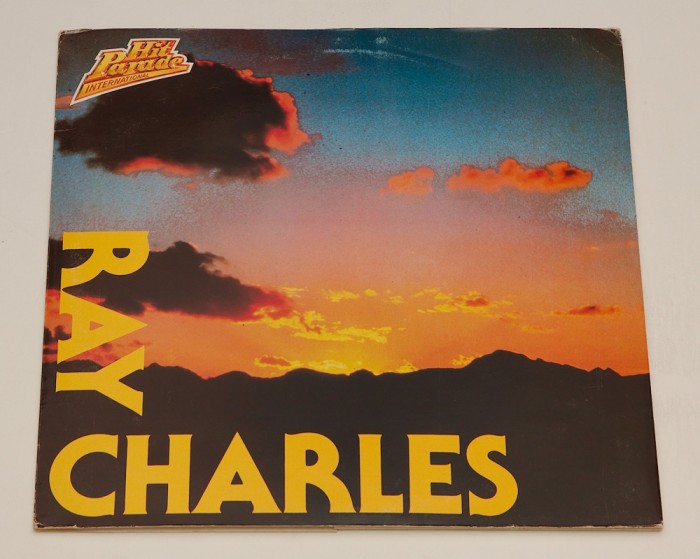 Hit
Parade
INTERNATIONAL
RAY
CHARLES